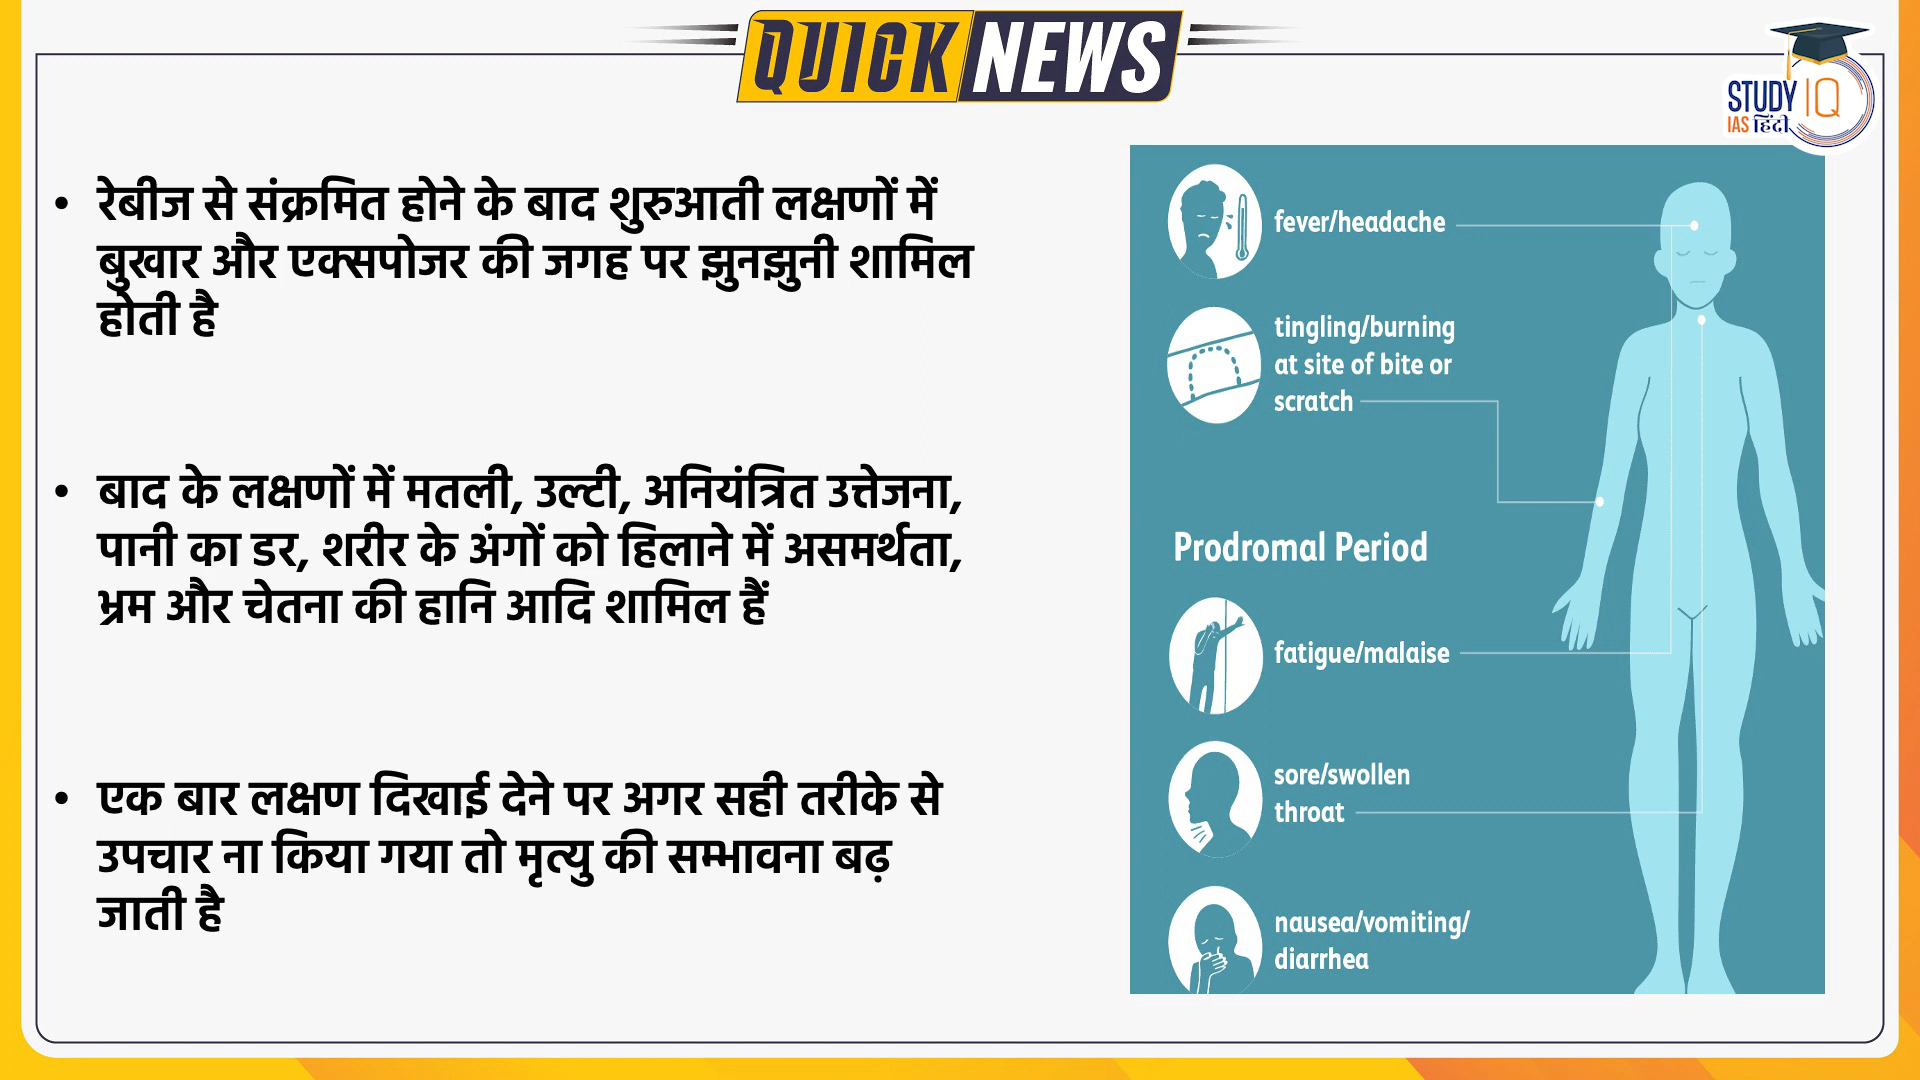 QUICK NEWS
STUDY IQ
IAS हिंदी
• रेबीज से संक्रमित होने के बाद शुरुआती लक्षणों में
बुखार और एक्सपोजर की जगह पर झुनझुनी शामिल
होती है
• बाद के लक्षणों में मतली, उल्टी, अनियंत्रित उत्तेजना,
पानी का डर, शरीर के अंगों को हिलाने में असमर्थता,
भ्रम और चेतना की हानि आदि शामिल हैं
• एक बार लक्षण दिखाई देने पर अगर सही तरीके से
उपचार ना किया गया तो मृत्यु की सम्भावना बढ़
जाती है
fever/headache
tingling/burning
at site of bite or
scratch
Prodromal Period
fatigue/malaise
sore/swollen
throat
nausea/vomiting/
diarrhea